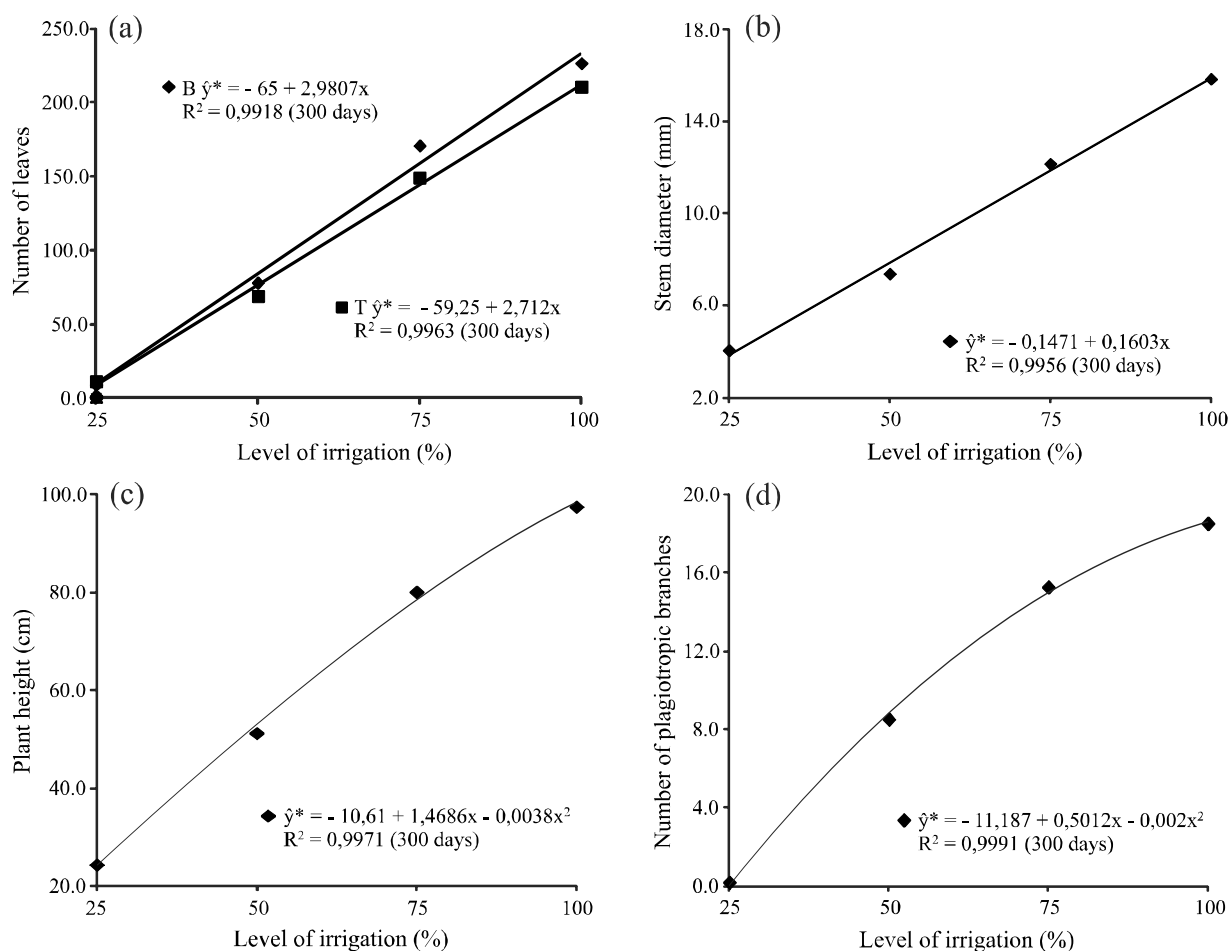 (a)
250.0
200.0
150.0
100.0
50.0
0.0
Number of leaves
B ŷ* = - 65 + 2,9807x
R² = 0,9918 (300 days)
T ŷ* = - 59,25 + 2,712x
R² = 0,9963 (300 days)
25 50 75 100
Level of irrigation (%)
(b)
18.0
14.0
10.0
6.0
2.0
Stem diameter (mm)
ŷ* = - 0,1471 + 0,1603x
R² = 0,9956 (300 days)
25 50 75 100
Level of irrigation (%)
(c)
100.0
80.0
60.0
40.0
20.0
Plant height (cm)
ŷ* = - 10,61 + 1,4686x - 0,0038x²
R² = 0,9971 (300 days)
25 50 75 100
Level of irrigation (%)
(d)
20.0
16.0
12.0
8.0
4.0
0.0
Number of plagiotropic branches
ŷ* = - 11,187 + 0,5012x - 0,002x²
R² = 0,9991 (300 days)
25 50 75 100
Level of irrigation (%)